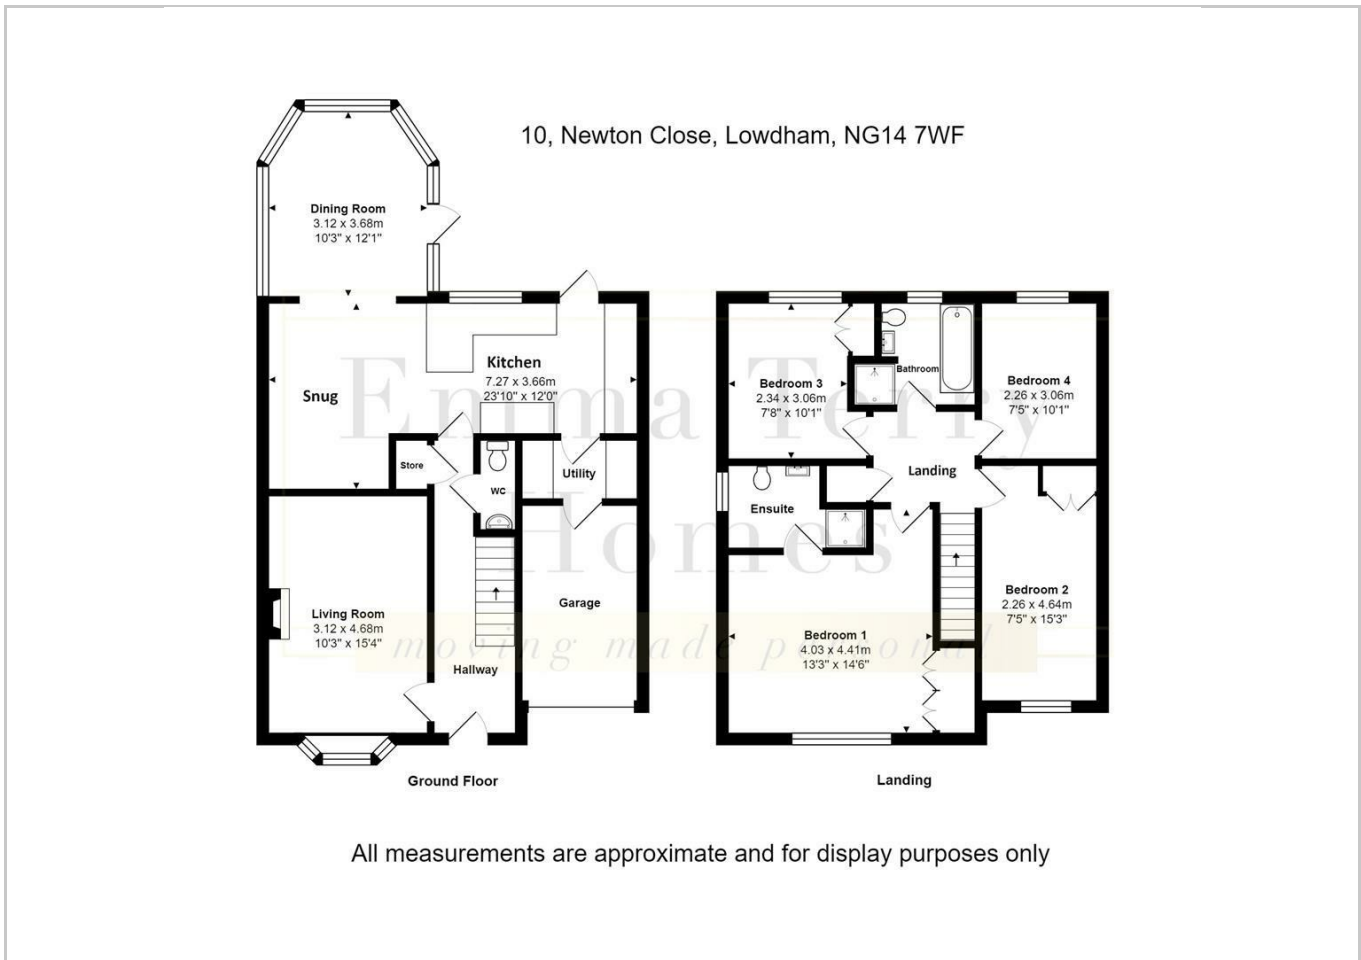 10, Newton Close, Lowdham, NG14 7WF
Dining Room
3.12 x 3.68m
10'3" x 12'1"
Kitchen
7.27 x 3.66m
23'10" x 12'0"
Snug
Store
WC
Utility
Living Room
3.12 x 4.68m
10'3" x 15'4"
Garage
Hallway
Ground Floor
Bedroom 3
2.34 x 3.06m
7'8" x 10'1"
Bathroom
Bedroom 4
2.26 x 3.06m
7'5" x 10'1"
Landing
Ensuite
Bedroom 2
2.26 x 4.64m
7'5" x 15'3"
Bedroom 1
4.03 x 4.41m
13'3" x 14'6"
Landing
Emma Terry
Homes
moving made personal
All measurements are approximate and for display purposes only